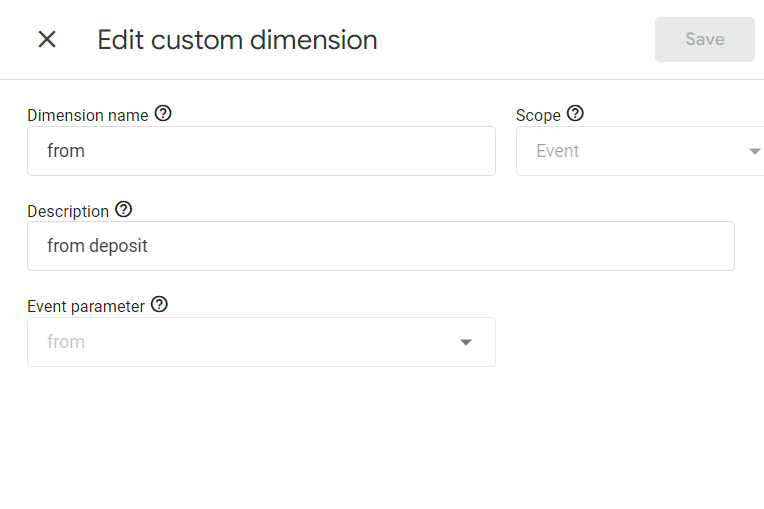 Edit custom dimension
Save
Dimension name
Scope
from
Event
Description
from deposit
Event parameter
from